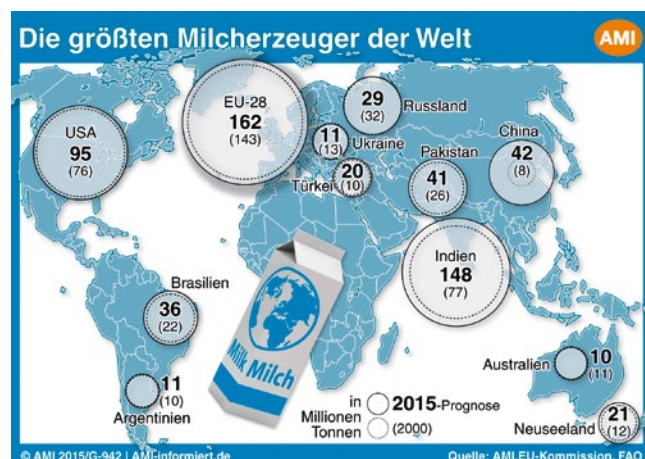 Die größten Milcherzeuger der Welt
AMI
USA
95
(76)
EU-28
162
(143)
29
(32)
Russland
11
(13)
Ukraine
20
(10)
Türkei
Pakistan
41
(26)
China
42
(8)
Indien
148
(77)
Brasilien
36
(22)
11
(10)
Argentinien
Milk Milch
Australien
10
(11)
Neuseeland
21
(12)
in
Millionen
Tonnen
2015-Prognose
(2000)
© AMI 2015/G-942 | AMI-informiert.de
Quelle: AMI, EU-Kommission, FAO